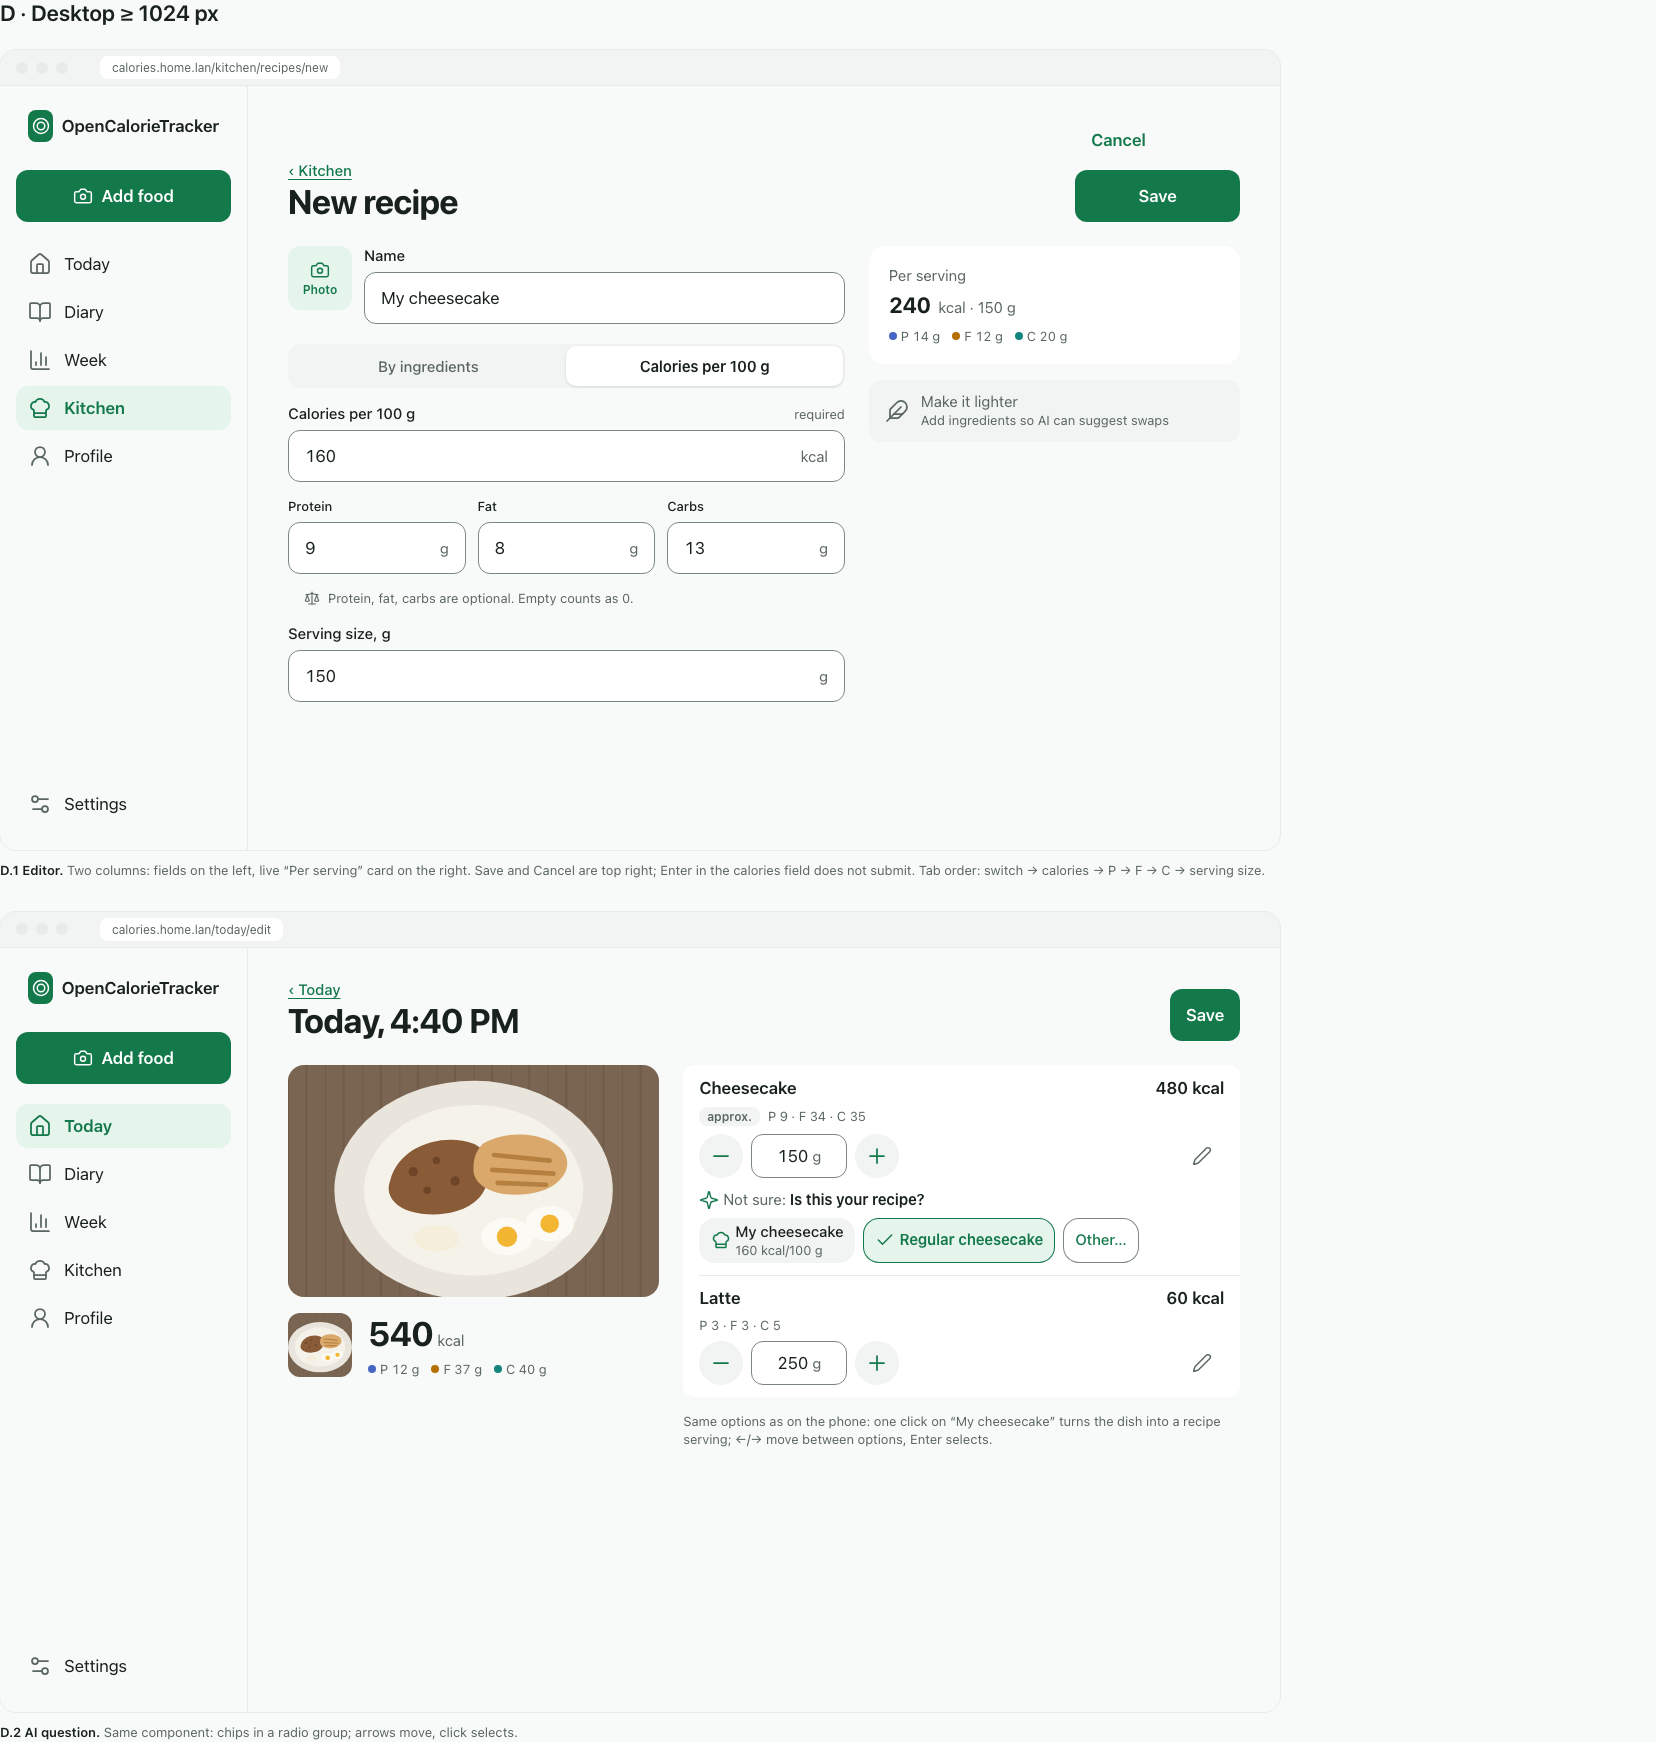 D · Desktop ≥ 1024 px
calories.home.lan/kitchen/recipes/new
OpenCalorieTracker
Add food
Today
Diary
Week
Kitchen
Profile
Settings
Cancel
‹ Kitchen
New recipe
Save
Photo
Name
My cheesecake
By ingredients
Calories per 100 g
Calories per 100 g
required
160
kcal
Protein
Fat
Carbs
9 g
8 g
13 g
Protein, fat, carbs are optional. Empty counts as 0.
Serving size, g
150 g
Per serving
240 kcal · 150 g
P 14 g F 12 g C 20 g
Make it lighter
Add ingredients so AI can suggest swaps
D.1 Editor. Two columns: fields on the left, live “Per serving” card on the right. Save and Cancel are top right; Enter in the calories field does not submit. Tab order: switch → calories → P → F → C → serving size.
calories.home.lan/today/edit
OpenCalorieTracker
Add food
Today
Diary
Week
Kitchen
Profile
Settings
‹ Today
Today, 4:40 PM
Save
540 kcal
P 12 g F 37 g C 40 g
Cheesecake
480 kcal
approx. P 9 · F 34 · C 35
150 g
Not sure: Is this your recipe?
My cheesecake
160 kcal/100 g
Regular cheesecake
Other...
Latte
60 kcal
P 3 · F 3 · C 5
250 g
Same options as on the phone: one click on “My cheesecake” turns the dish into a recipe
serving; ←/→ move between options, Enter selects.
D.2 AI question. Same component: chips in a radio group; arrows move, click selects.